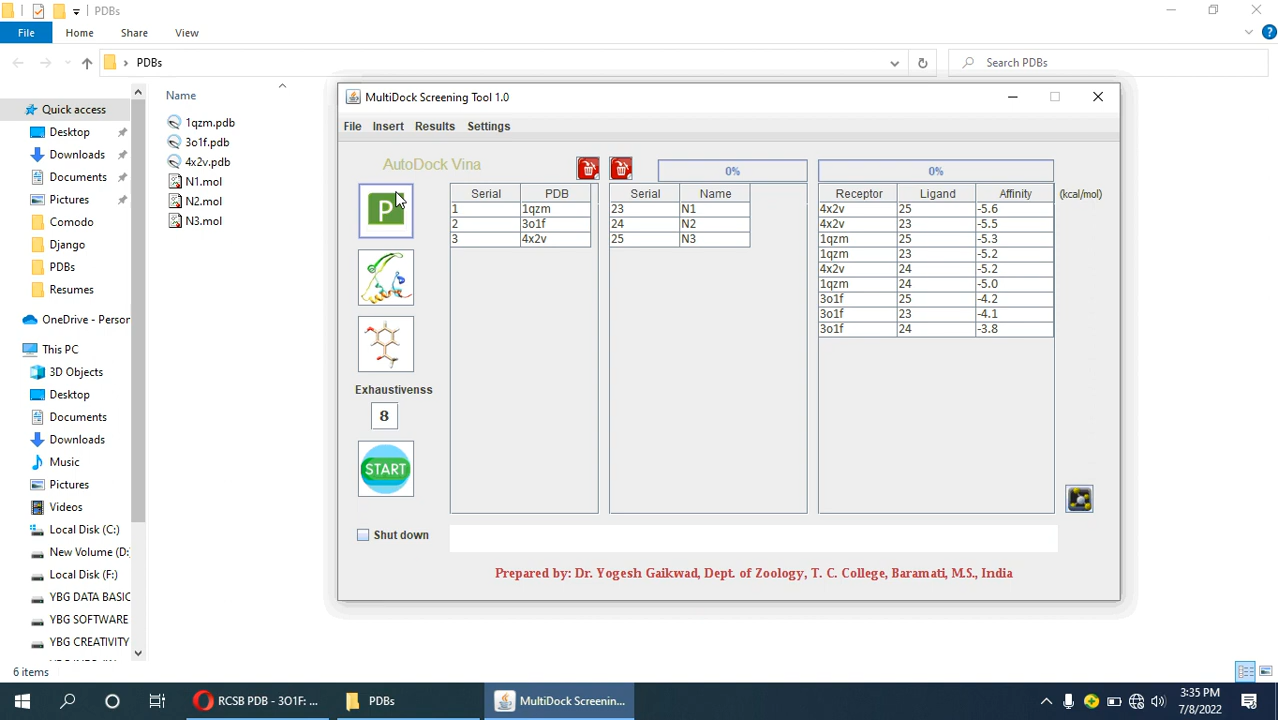 PDBs
File
Home
Share
View
PDBs
Search PDBs
Name
Quick access
Desktop
Downloads
Documents
Pictures
Comodo
Django
PDBs
Resumes
OneDrive - Person
This PC
3D Objects
Desktop
Documents
Downloads
Music
Pictures
Videos
Local Disk (C:)
New Volume (D:
Local Disk (F:)
YBG DATA BASE
YBG SOFTWARE
YBG CREATIVITY
1qzm.pdb
3o1f.pdb
4x2v.pdb
N1.mol
N2.mol
N3.mol
6 items
MultiDock Screening Tool 1.0
File Insert Results Settings
AutoDock Vina
P
Exhaustivenss
8
START
Shut down
Serial PDB
1 1qzm
2 3o1f
3 4x2v
0%
Serial Name
23 N1
24 N2
25 N3
0%
Receptor Ligand Affinity (kcal/mol)
4x2v 25 -5.6
4x2v 23 -5.5
1qzm 25 -5.3
1qzm 23 -5.2
4x2v 24 -5.2
1qzm 24 -5.0
3o1f 25 -4.2
3o1f 23 -4.1
3o1f 24 -3.8
Prepared by: Dr. Yogesh Gaikwad, Dept. of Zoology, T. C. College, Baramati, M.S., India
RCSB PDB - 3O1F: ...
PDBs
MultiDock Screenin...
3:35 PM
7/8/2022